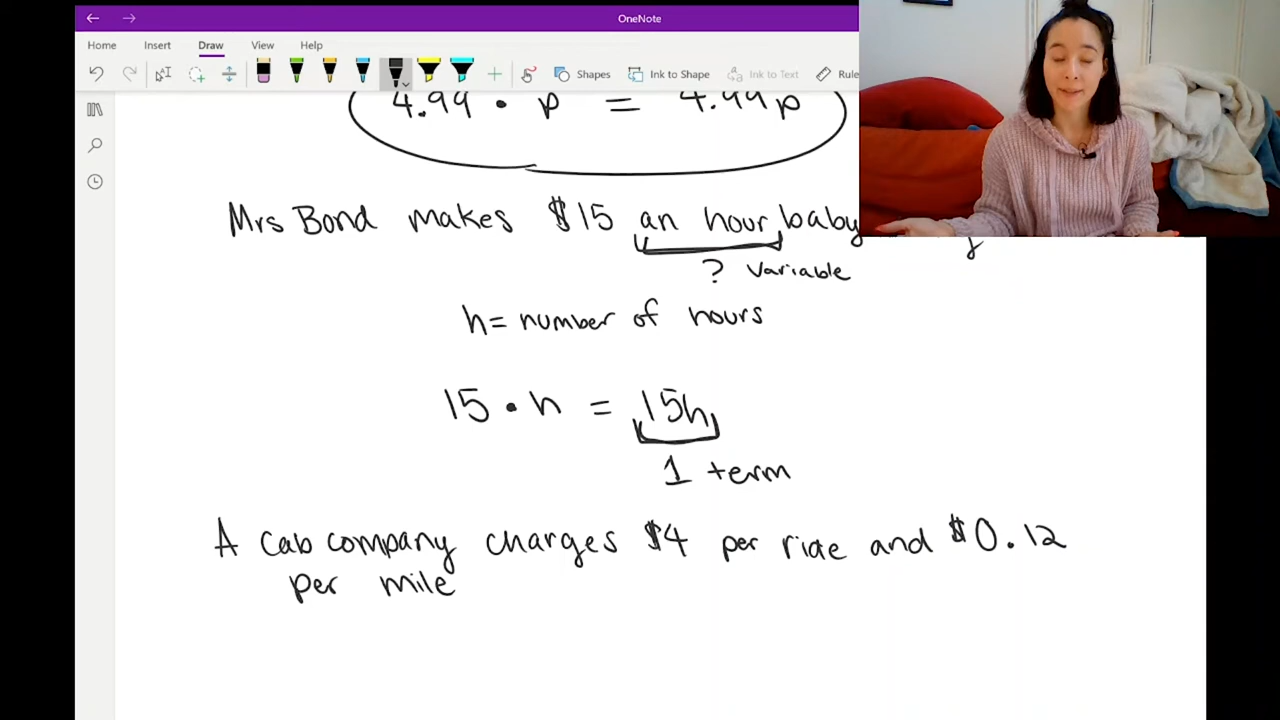 OneNote
Home Insert Draw View Help
Shapes Ink to Shape Ink to Text Rule
4.99 • p = 4.99p
Mrs Bond makes $15 an hour baby
? Variable
h= number of hours
15 • h = 15h
1 term
A cab company charges $4 per ride and $0.12
per mile